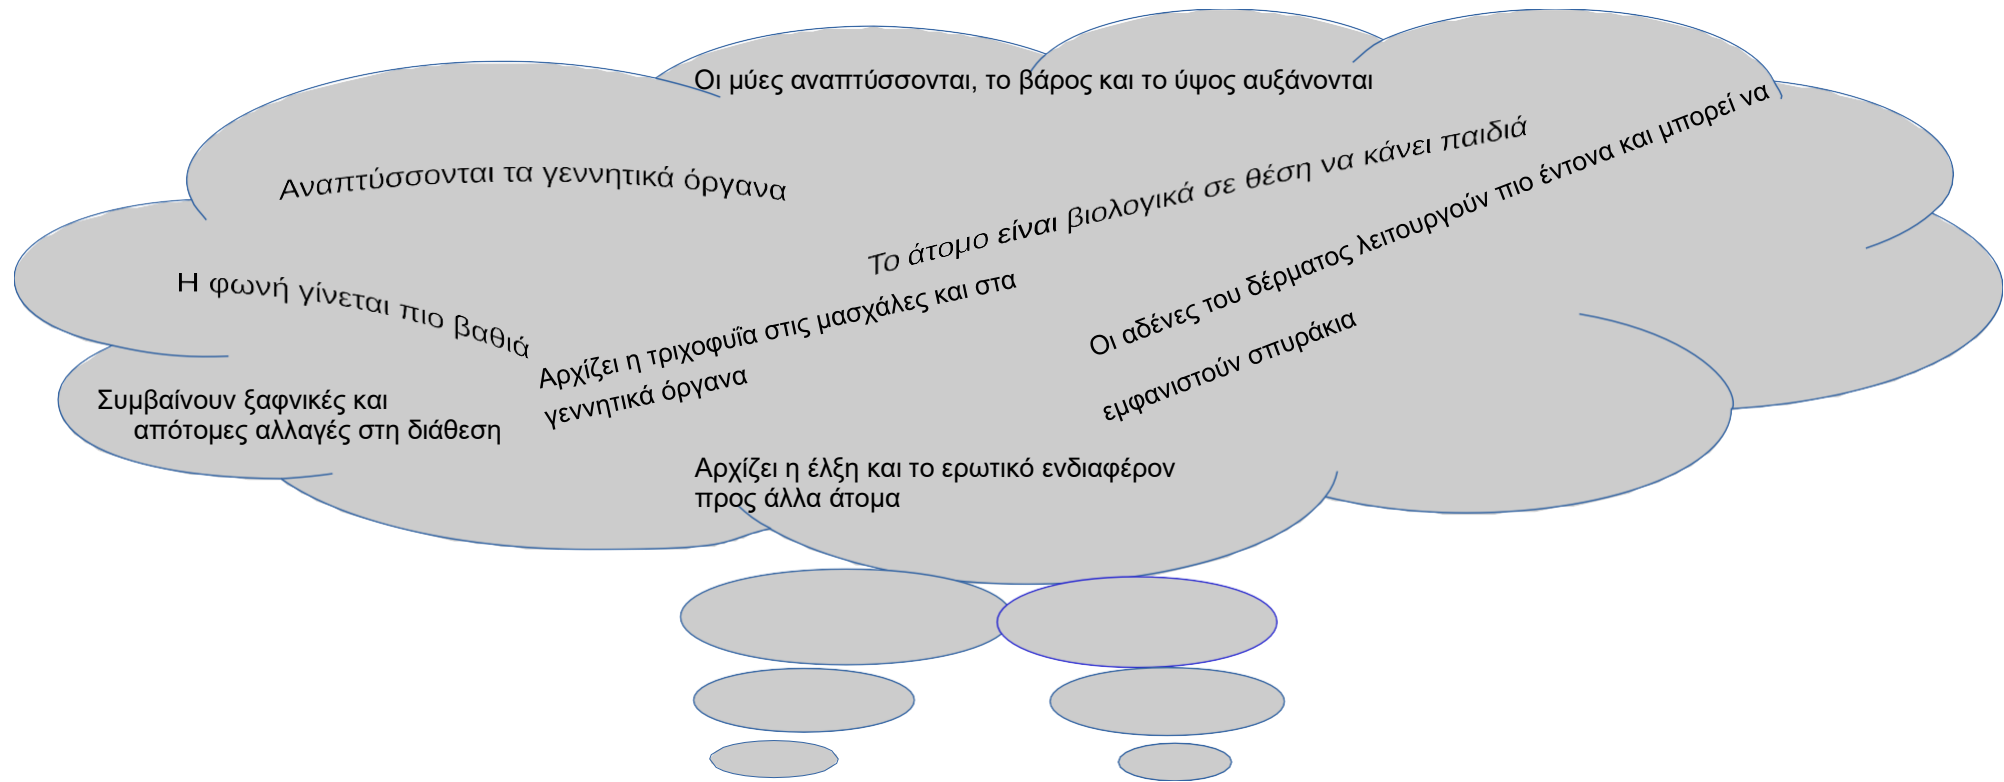 Οι μύες αναπτύσσονται, το βάρος και το ύψος αυξάνονται
Αναπτύσσονται τα γεννητικά όργανα
Το άτομο είναι βιολογικά σε θέση να κάνει παιδιά
Οι αδένες του δέρματος λειτουργούν πιο έντονα και μπορεί να
εμφανιστούν σπυράκια
Η φωνή γίνεται πιο βαθιά
Αρχίζει η τριχοφυΐα στις μασχάλες και στα
γεννητικά όργανα
Συμβαίνουν ξαφνικές και
απότομες αλλαγές στη διάθεση
Αρχίζει η έλξη και το ερωτικό ενδιαφέρον
προς άλλα άτομα